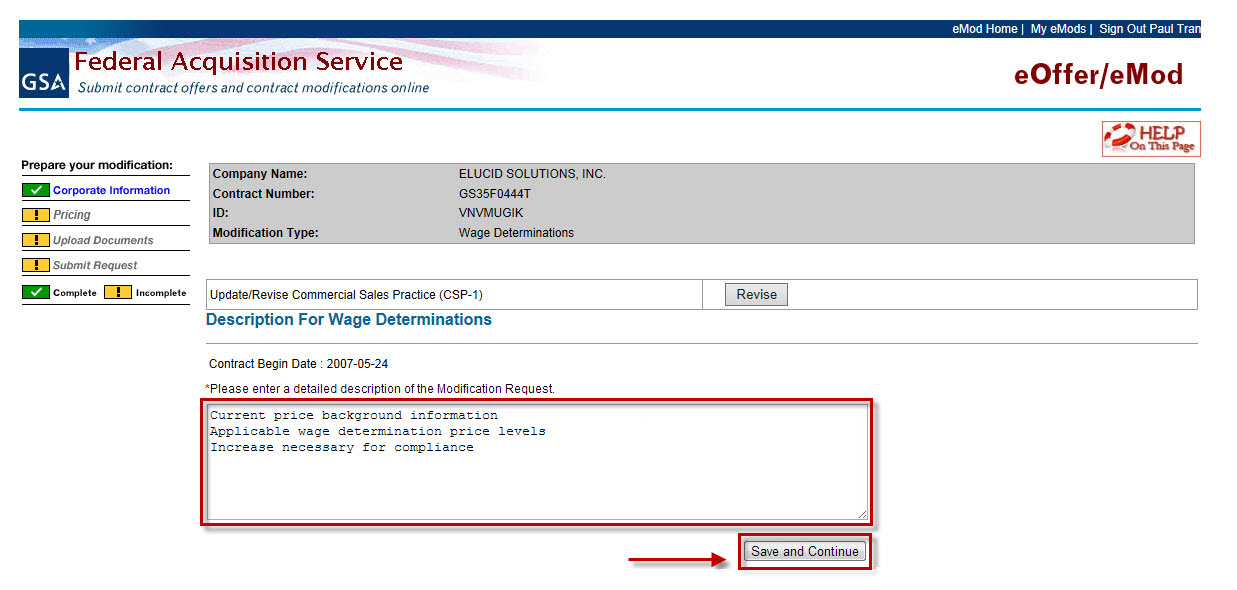 eMod Home | My eMods | Sign Out Paul Tran
GSA
Federal Acquisition Service
Submit contract offers and contract modifications online
eOffer/eMod
HELP
On This Page
Prepare your modification:
Corporate Information
! Pricing
! Upload Documents
! Submit Request
Complete ! Incomplete
Company Name: ELUCID SOLUTIONS, INC.
Contract Number: GS35F0444T
ID: VNVMUGIK
Modification Type: Wage Determinations
Update/Revise Commercial Sales Practice (CSP-1) Revise
Description For Wage Determinations
Contract Begin Date : 2007-05-24
*Please enter a detailed description of the Modification Request.
Current price background information
Applicable wage determination price levels
Increase necessary for compliance
Save and Continue